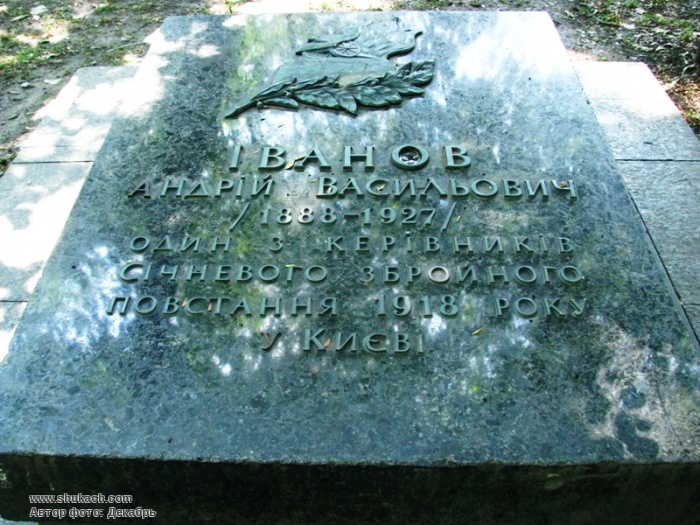 ІВАНОВ
АНДРІЙ ВАСИЛЬОВИЧ
/1888-1927/
ОДИН З КЕРІВНИКІВ
СІЧНЕВОГО ЗБРОЙНОГО
ПОВСТАННЯ 1918 РОКУ
У КИЄВІ
www.shukach.com
Автор фото: Декабрь